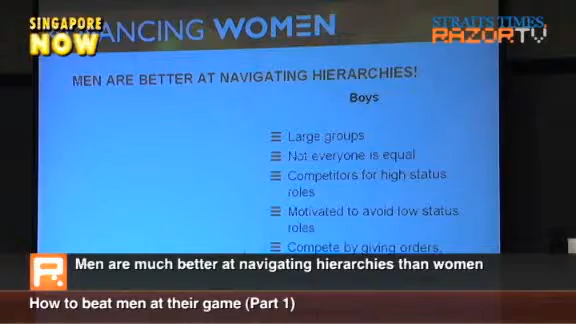 SINGAPORE
NOW
ANCING WOMEN
STRAITS TIMES
RAZORTV
MEN ARE BETTER AT NAVIGATING HIERARCHIES!
Boys
Large groups
Not everyone is equal
Competitors for high status
roles
Motivated to avoid low status
roles
Compete by giving orders,
R
Men are much better at navigating hierarchies than women
How to beat men at their game (Part 1)